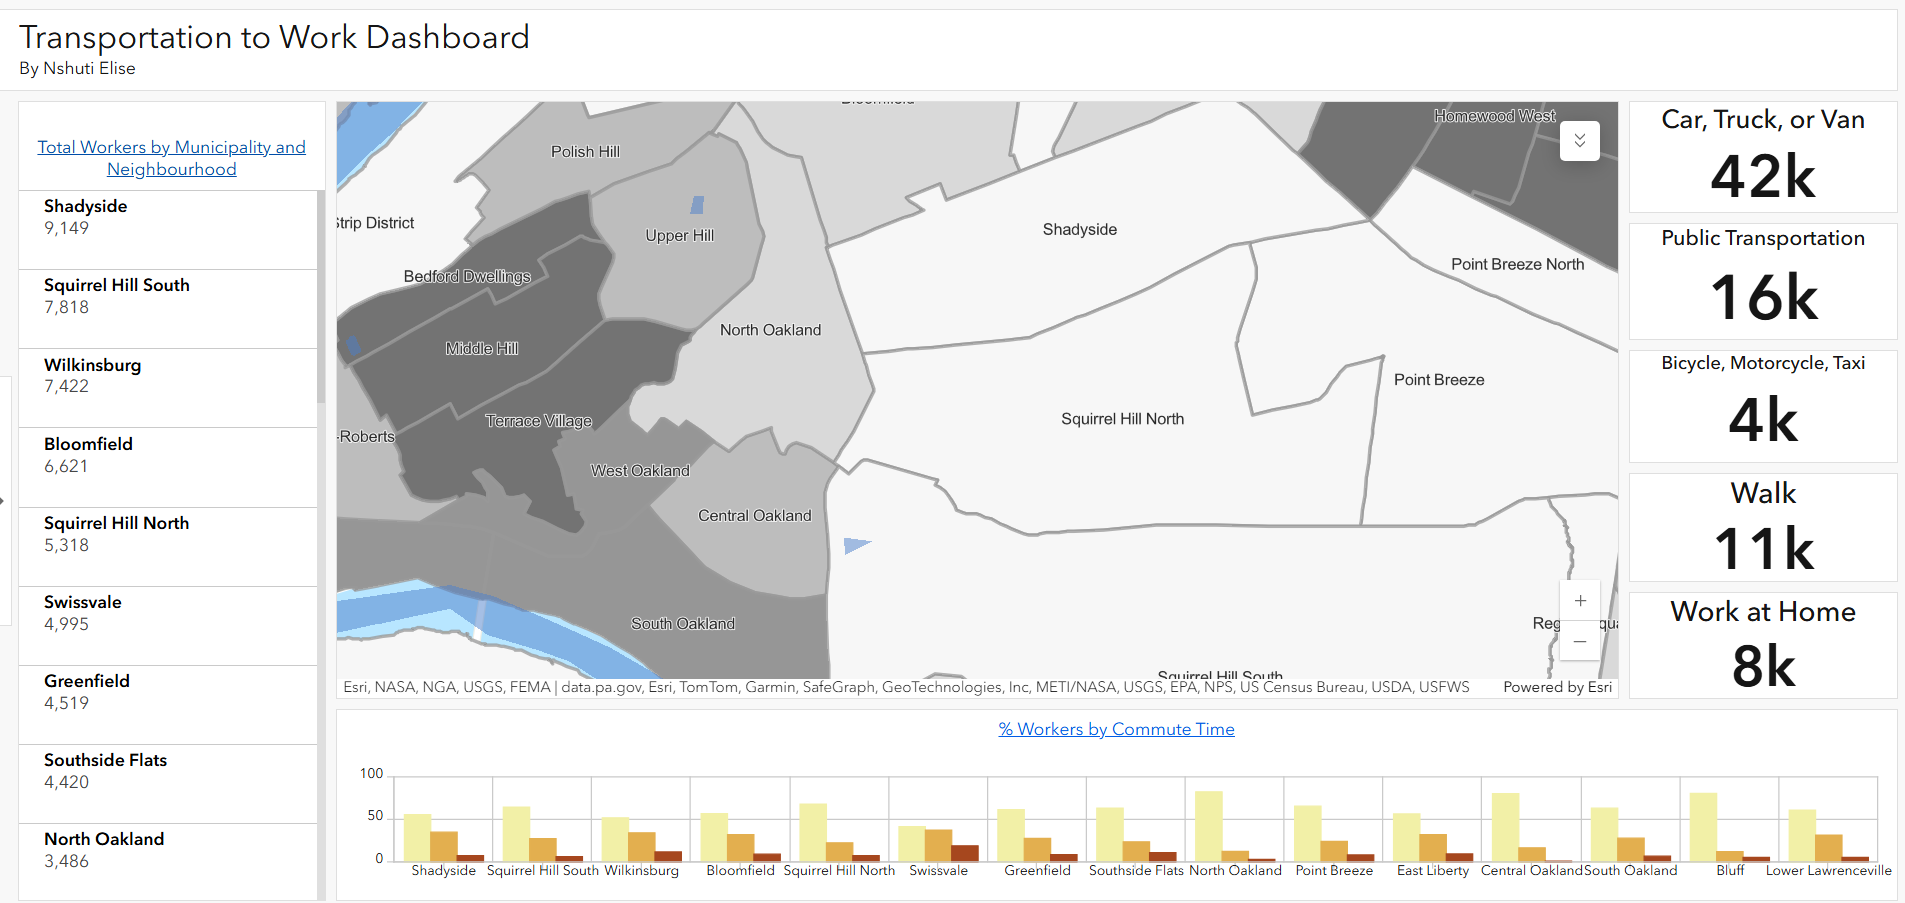 Transportation to Work Dashboard
By Nshuti Elise
Total Workers by Municipality and
Neighbourhood
Shadyside
9,149
Squirrel Hill South
7,818
Wilkinsburg
7,422
Bloomfield
6,621
Squirrel Hill North
5,318
Swissvale
4,995
Greenfield
4,519
Southside Flats
4,420
North Oakland
3,486
Bloomfield
Homewood West
Polish Hill
Strip District
Upper Hill
Shadyside
Bedford Dwellings
Point Breeze North
North Oakland
Middle Hill
Point Breeze
Terrace Village
Squirrel Hill North
-Roberts
West Oakland
Central Oakland
South Oakland
Squirrel Hill South
Esri, NASA, NGA, USGS, FEMA | data.pa.gov, Esri, TomTom, Garmin, SafeGraph, GeoTechnologies, Inc, METI/NASA, USGS, EPA, NPS, US Census Bureau, USDA, USFWS
Powered by Esri
Car, Truck, or Van
42k
Public Transportation
16k
Bicycle, Motorcycle, Taxi
4k
Walk
11k
Work at Home
8k
% Workers by Commute Time
100
50
0
Shadyside Squirrel Hill South Wilkinsburg Bloomfield Squirrel Hill North Swissvale Greenfield Southside Flats North Oakland Point Breeze East Liberty Central Oakland South Oakland Bluff Lower Lawrenceville